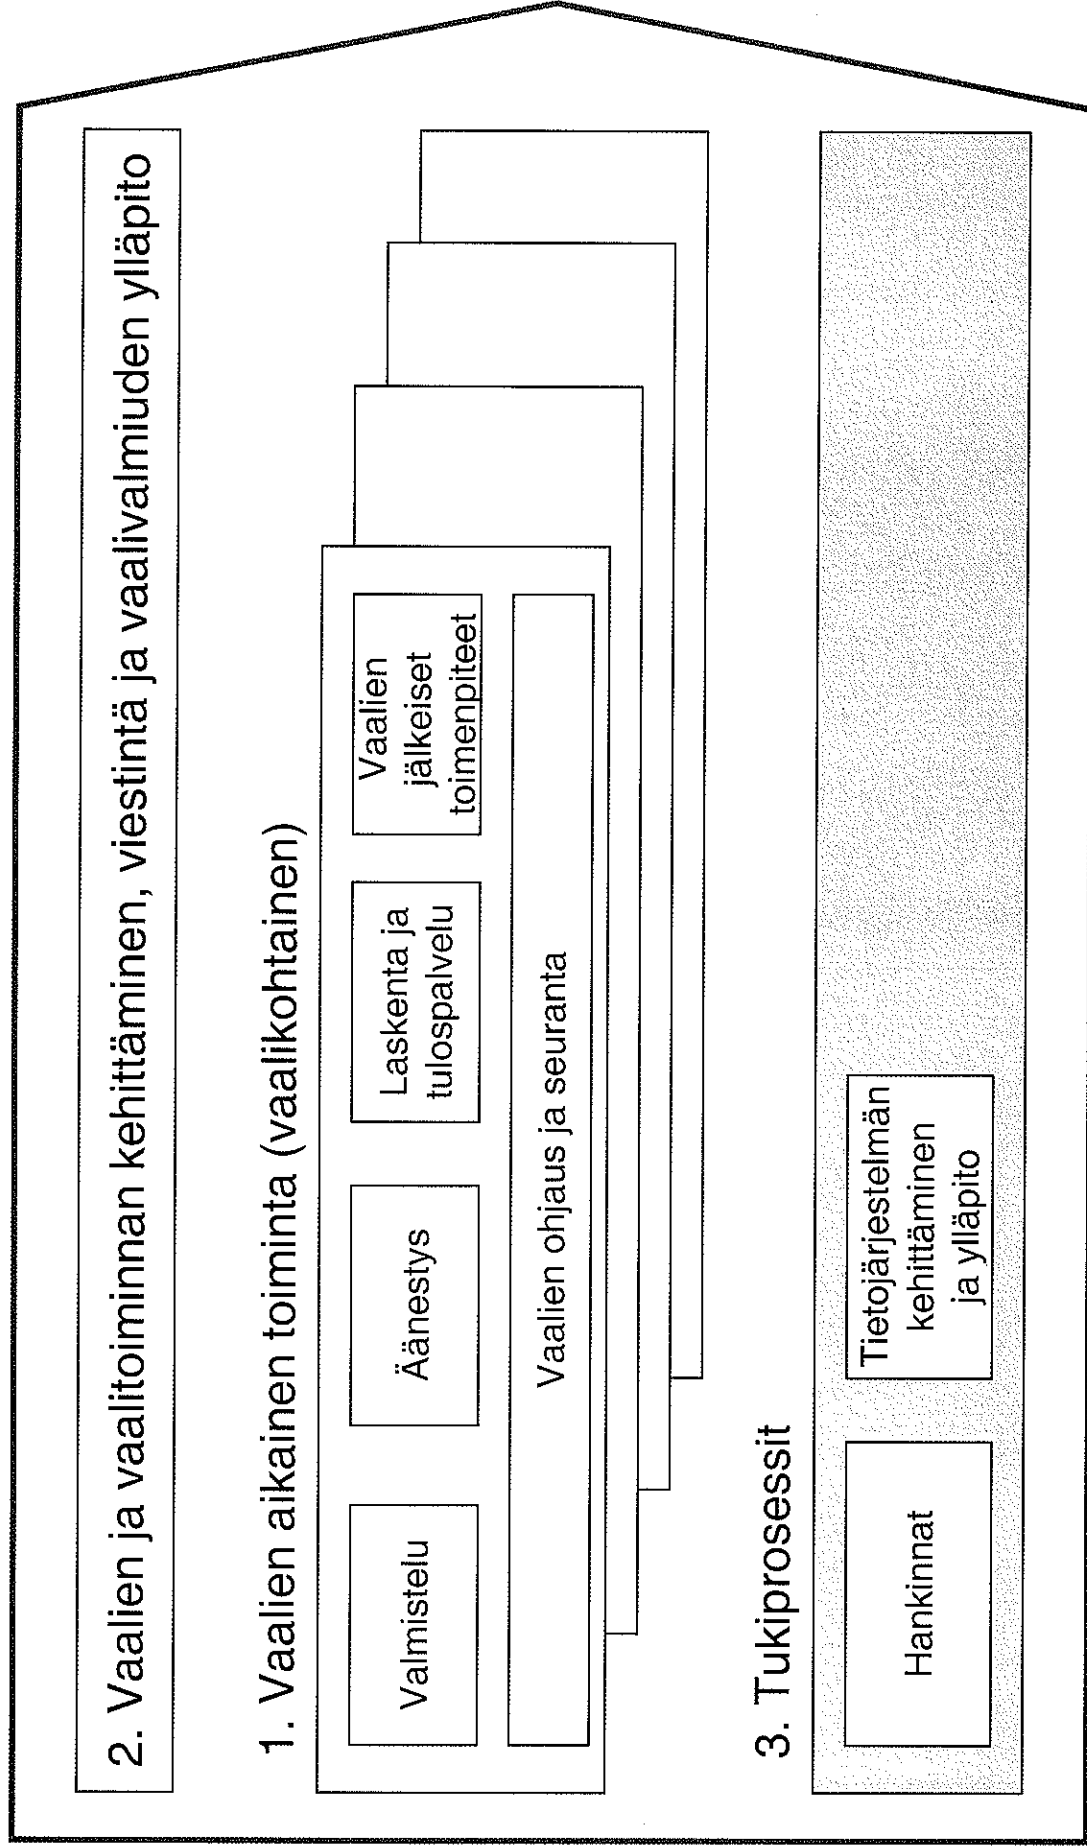 2. Vaalien ja vaalitoiminnan kehittäminen, viestintä ja vaalivalmiuden ylläpito
1. Vaalien aikainen toiminta (vaalikohtainen)
Valmistelu
Äänestys
Laskenta ja
tulospalvelu
Vaalien
jälkeiset
toimenpiteet
Vaalien ohjaus ja seuranta
3. Tukiprosessit
Hankinnat
Tietojärjestelmän
kehittäminen
ja ylläpito